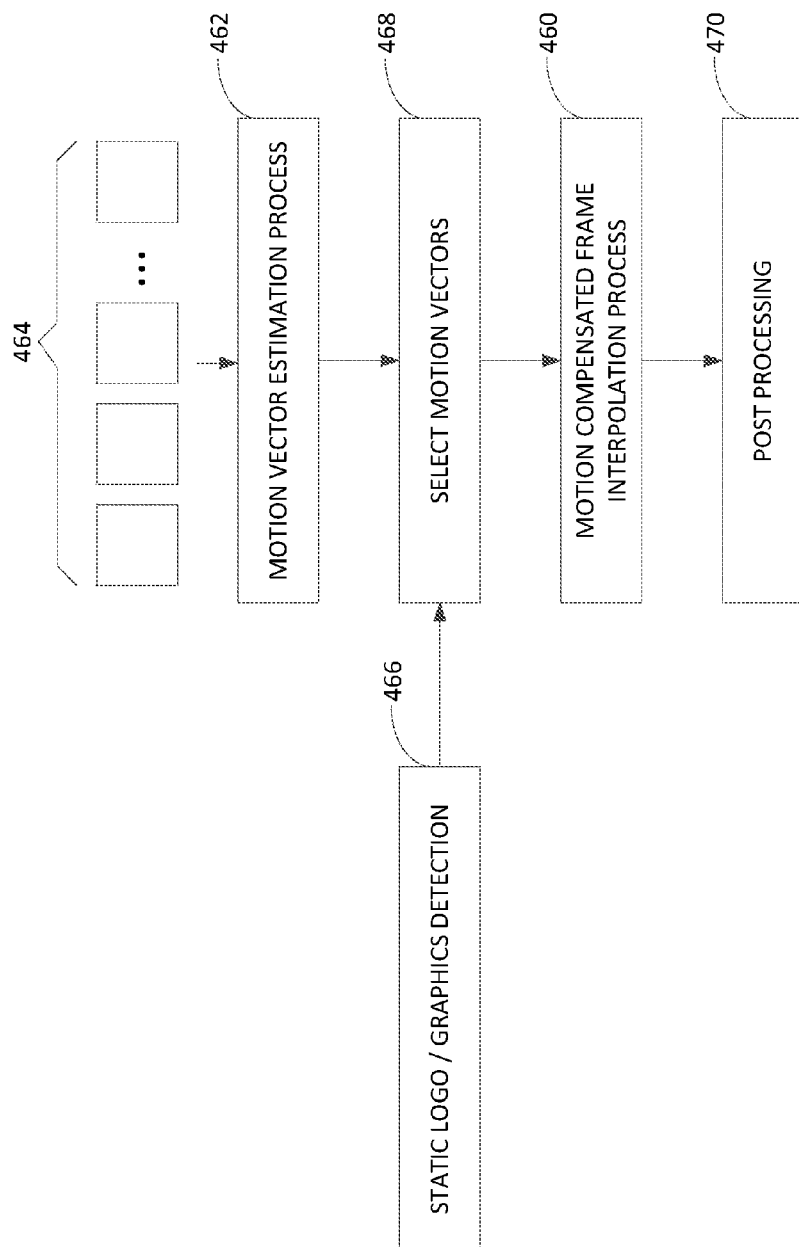 464
...
462
MOTION VECTOR ESTIMATION PROCESS
466
STATIC LOGO / GRAPHICS DETECTION
468
SELECT MOTION VECTORS
460
MOTION COMPENSATED FRAME
INTERPOLATION PROCESS
470
POST PROCESSING